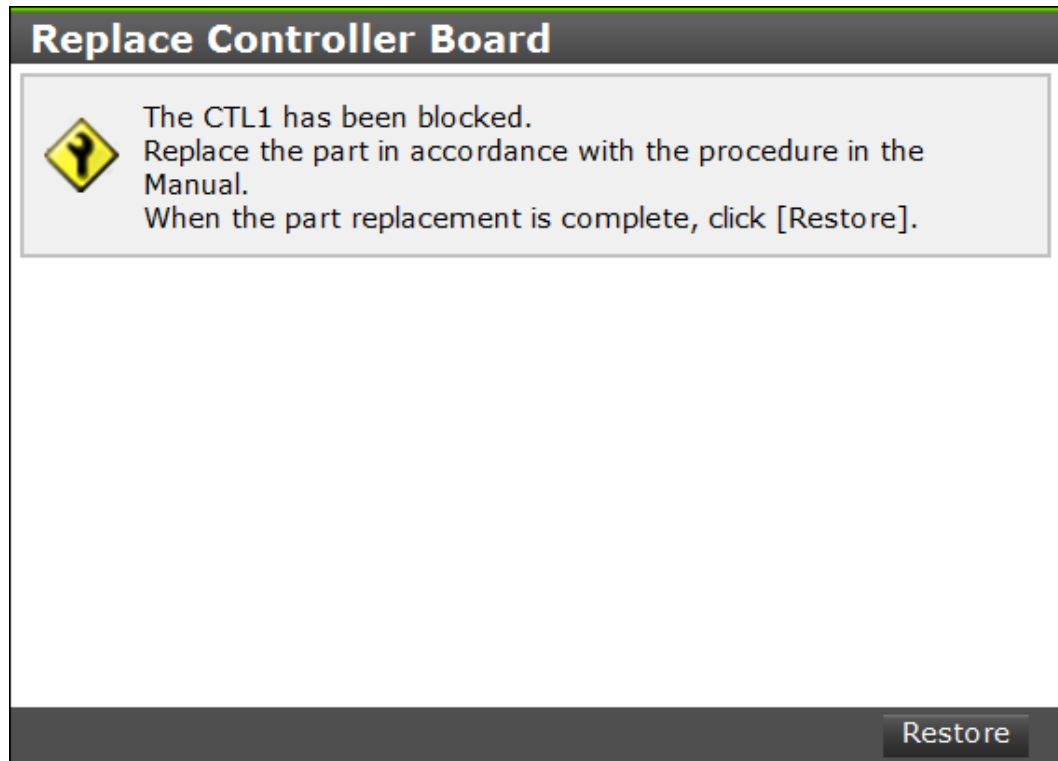 Replace Controller Board
The CTL1 has been blocked.
Replace the part in accordance with the procedure in the
Manual.
When the part replacement is complete, click [Restore].
Restore